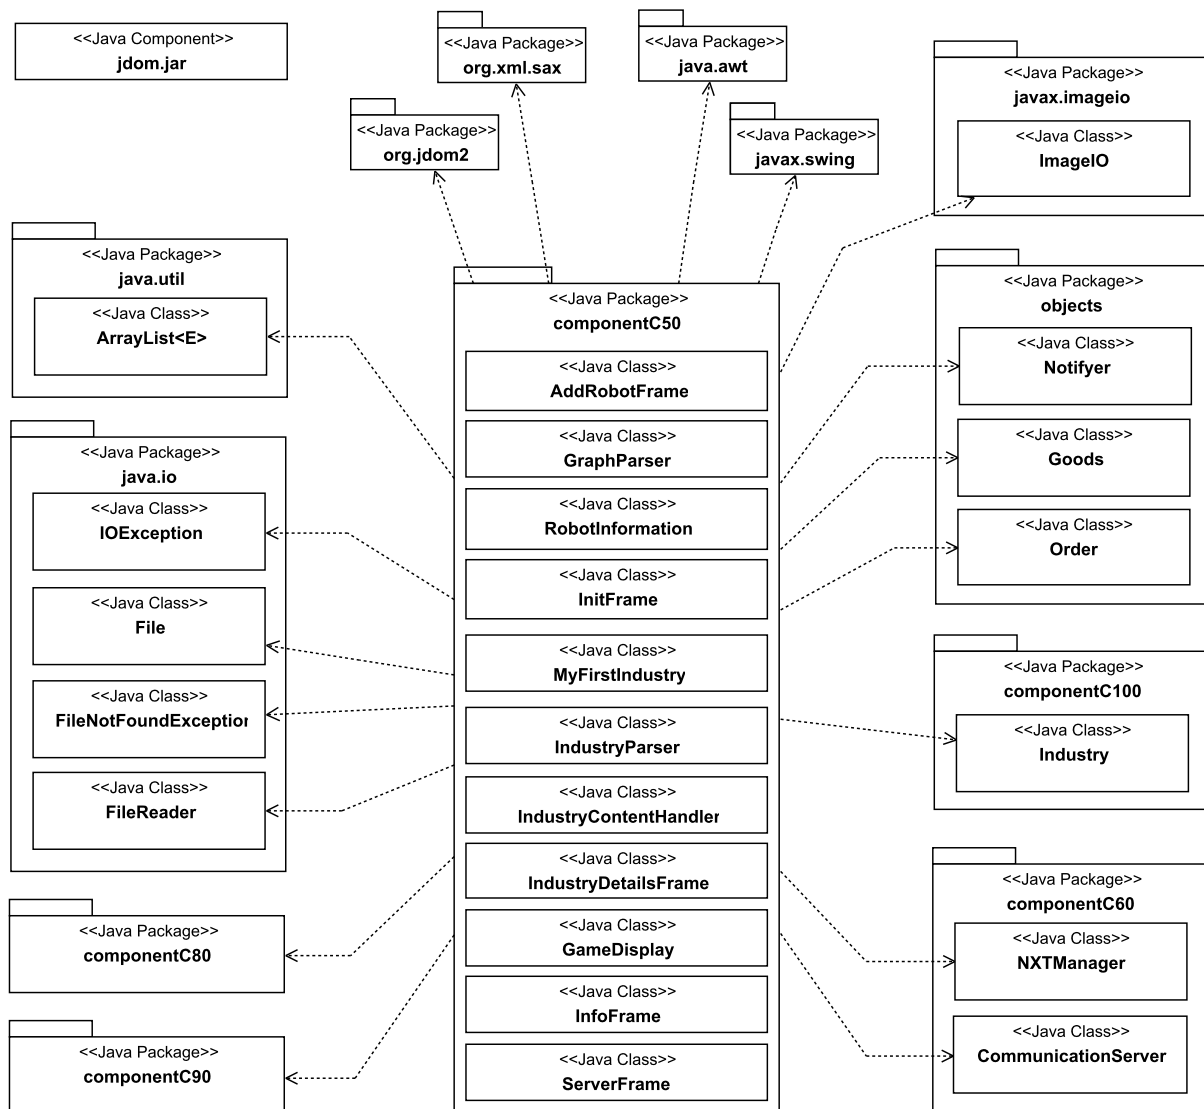 <<Java Component>>
jdom.jar
<<Java Package>>
org.xml.sax
<<Java Package>>
java.awt
<<Java Package>>
org.jdom2
<<Java Package>>
javax.swing
<<Java Package>>
javax.imageio
<<Java Class>>
ImageIO
<<Java Package>>
java.util
<<Java Class>>
ArrayList<E>
<<Java Package>>
java.io
<<Java Class>>
IOException
<<Java Class>>
File
<<Java Class>>
FileNotFoundException
<<Java Class>>
FileReader
<<Java Package>>
componentC80
<<Java Package>>
componentC90
<<Java Package>>
componentC50
<<Java Class>>
AddRobotFrame
<<Java Class>>
GraphParser
<<Java Class>>
RobotInformation
<<Java Class>>
InitFrame
<<Java Class>>
MyFirstIndustry
<<Java Class>>
IndustryParser
<<Java Class>>
IndustryContentHandler
<<Java Class>>
IndustryDetailsFrame
<<Java Class>>
GameDisplay
<<Java Class>>
InfoFrame
<<Java Class>>
ServerFrame
<<Java Package>>
objects
<<Java Class>>
Notifyer
<<Java Class>>
Goods
<<Java Class>>
Order
<<Java Package>>
componentC100
<<Java Class>>
Industry
<<Java Package>>
componentC60
<<Java Class>>
NXTManager
<<Java Class>>
CommunicationServer